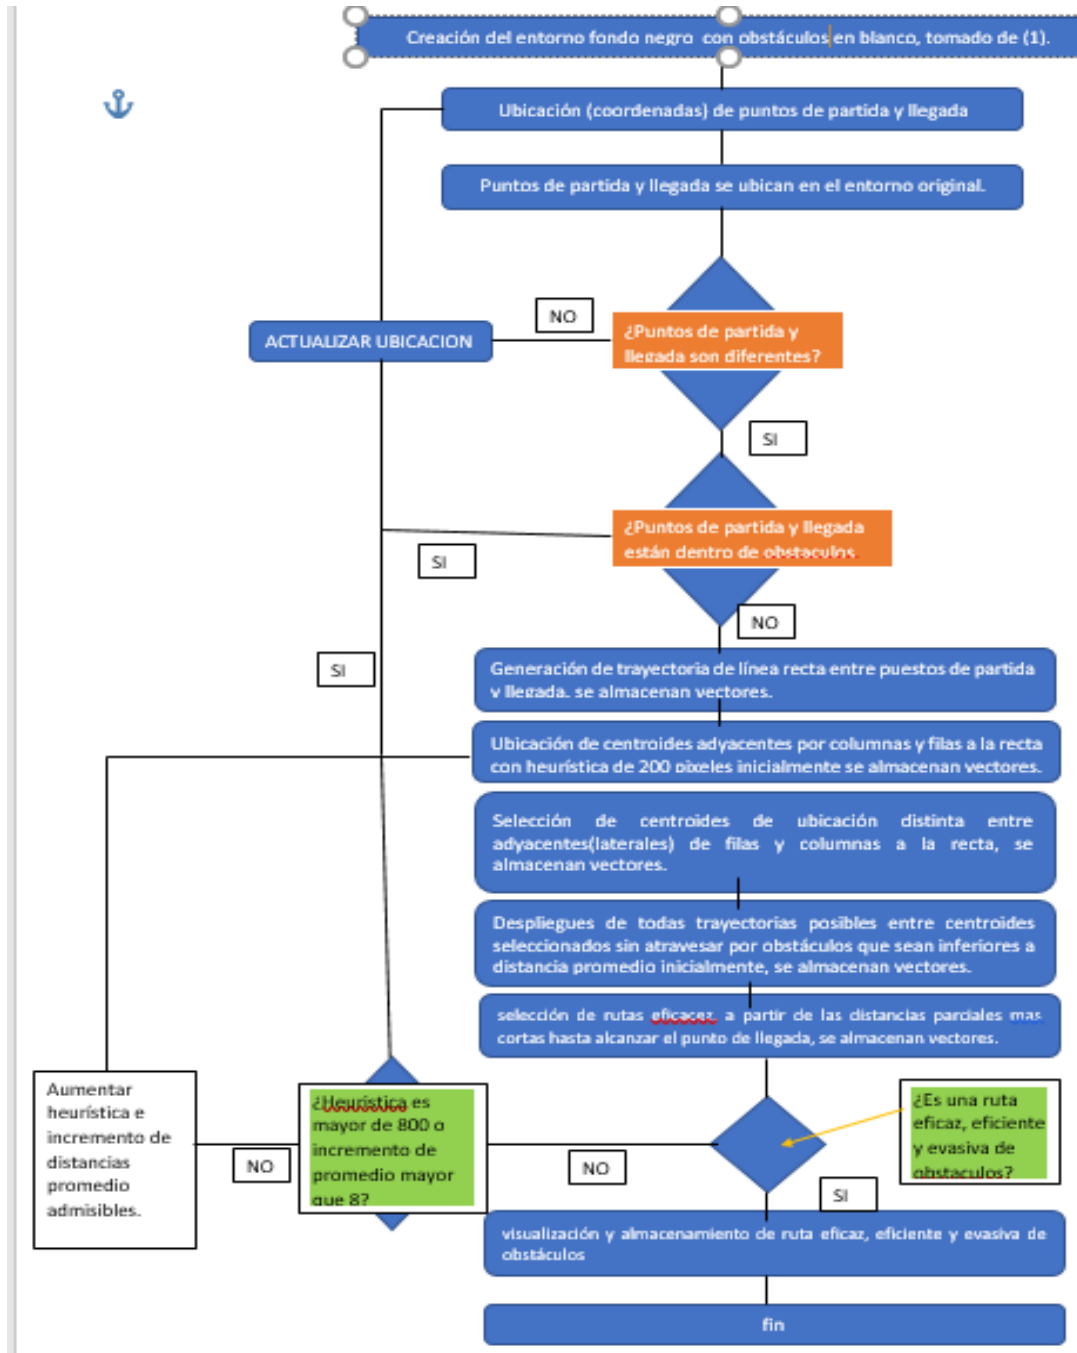 Creación del entorno fondo negro con obstáculos en blanco, tomado de (1).
Ubicación (coordenadas) de puntos de partida y llegada
Puntos de partida y llegada se ubican en el entorno original.
NO
¿Puntos de partida y
llegada son diferentes?
ACTUALIZAR UBICACION
SI
¿Puntos de partida y llegada
están dentro de obstaculos
SI
NO
SI
Generación de trayectoria de línea recta entre puestos de partida
y llegada. se almacenan vectores.
Ubicación de centroides adyacentes por columnas y filas a la recta
con heurística de 200 pixeles inicialmente se almacenan vectores.
Selección de centroides de ubicación distinta entre
adyacentes(laterales) de filas y columnas a la recta, se
almacenan vectores.
Despliegues de todas trayectorias posibles entre centroides
seleccionados sin atravesar por obstáculos que sean inferiores a
distancia promedio inicialmente, se almacenan vectores.
selección de rutas eficacez a partir de las distancias parciales mas
cortas hasta alcanzar el punto de llegada, se almacenan vectores.
Aumentar
heurística e
incremento de
distancias
promedio
admisibles.
NO
¿Heuristica es
mayor de 800 o
incremento de
promedio mayor
que 8?
NO
¿Es una ruta
eficaz, eficiente
y evasiva de
obstaculos?
SI
visualización y almacenamiento de ruta eficaz, eficiente y evasiva de
obstáculos
fin